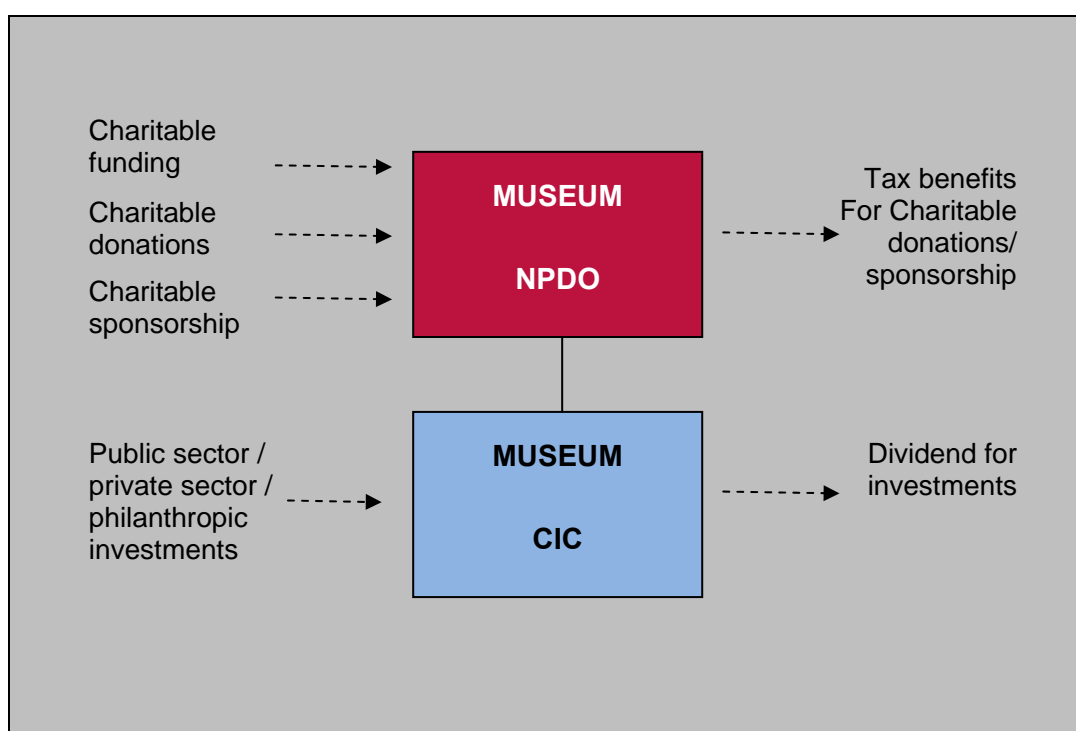 Charitable
funding
Charitable
donations
Charitable
sponsorship
MUSEUM
NPDO
Tax benefits
For Charitable
donations/
sponsorship
Public sector /
private sector /
philanthropic
investments
MUSEUM
CIC
Dividend for
investments